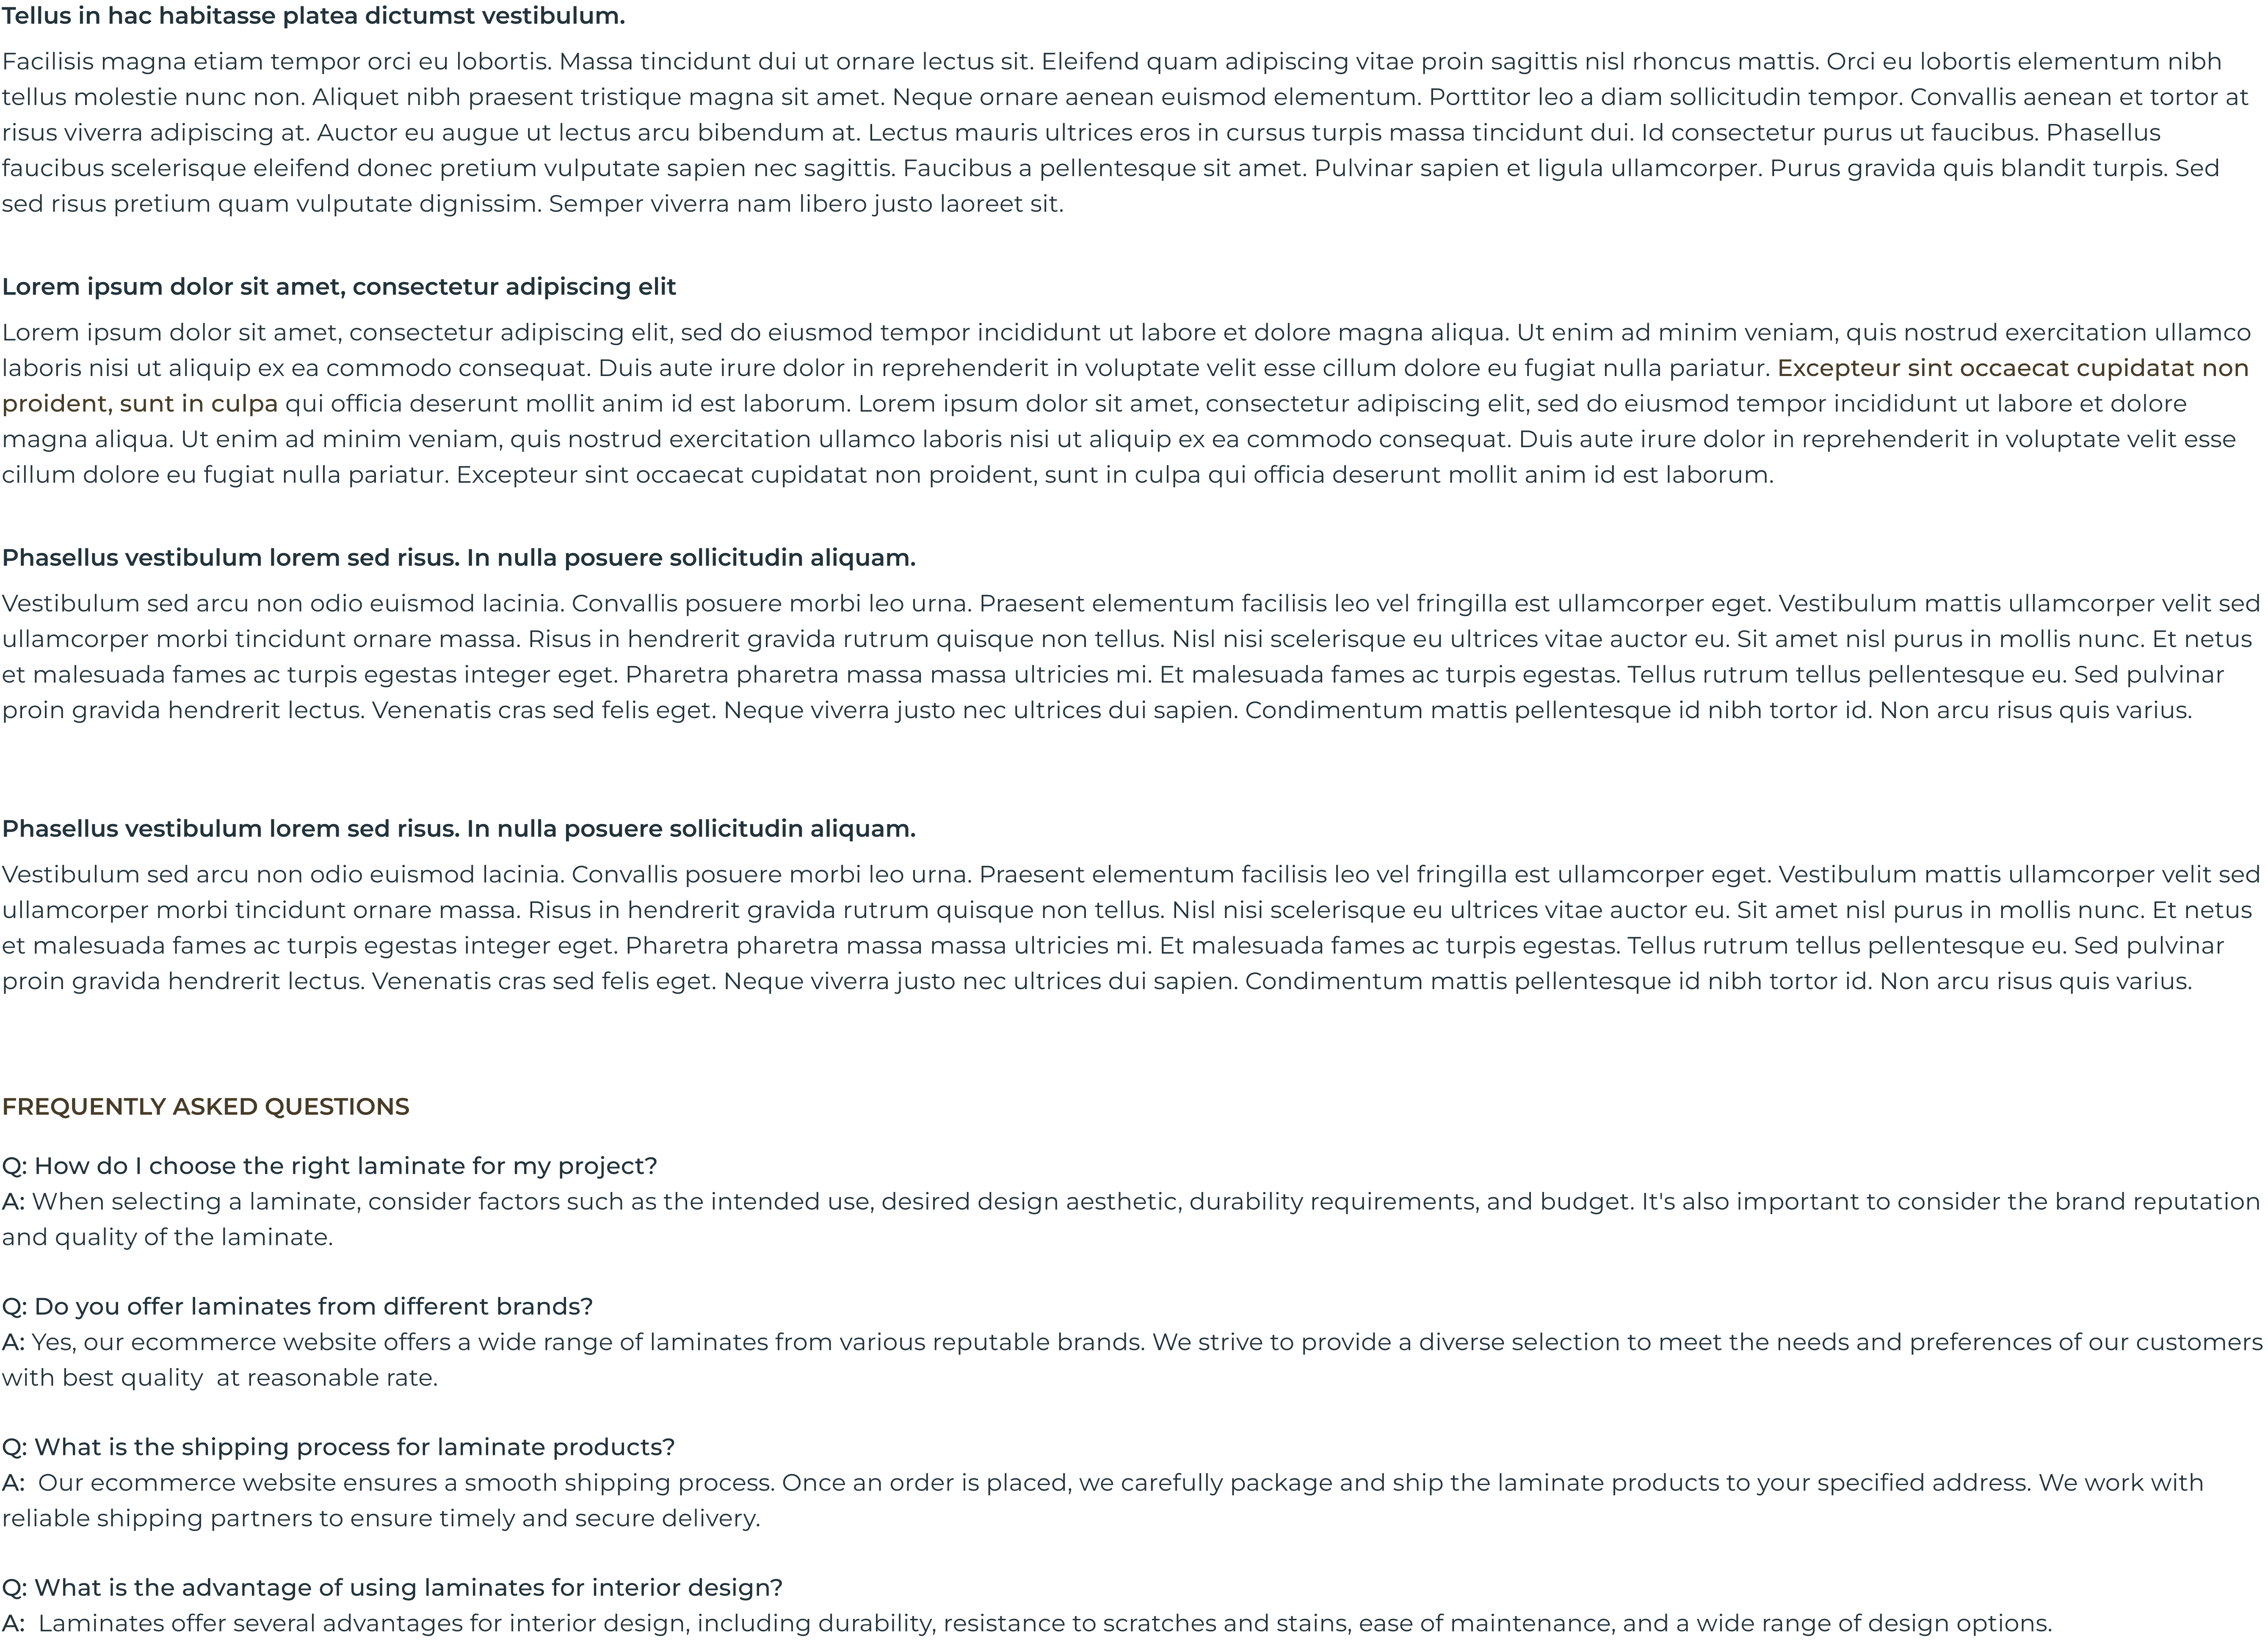 Tellus in hac habitasse platea dictumst vestibulum.
Facilisis magna etiam tempor orci eu lobortis. Massa tincidunt dui ut ornare lectus sit. Eleifend quam adipiscing vitae proin sagittis nisl rhoncus mattis. Orci eu lobortis elementum nibh
tellus molestie nunc non. Aliquet nibh praesent tristique magna sit amet. Neque ornare aenean euismod elementum. Porttitor leo a diam sollicitudin tempor. Convallis aenean et tortor at
risus viverra adipiscing at. Auctor eu augue ut lectus arcu bibendum at. Lectus mauris ultrices eros in cursus turpis massa tincidunt dui. Id consectetur purus ut faucibus. Phasellus
faucibus scelerisque eleifend donec pretium vulputate sapien nec sagittis. Faucibus a pellentesque sit amet. Pulvinar sapien et ligula ullamcorper. Purus gravida quis blandit turpis. Sed
sed risus pretium quam vulputate dignissim. Semper viverra nam libero justo laoreet sit.
Lorem ipsum dolor sit amet, consectetur adipiscing elit
Lorem ipsum dolor sit amet, consectetur adipiscing elit, sed do eiusmod tempor incididunt ut labore et dolore magna aliqua. Ut enim ad minim veniam, quis nostrud exercitation ullamco
laboris nisi ut aliquip ex ea commodo consequat. Duis aute irure dolor in reprehenderit in voluptate velit esse cillum dolore eu fugiat nulla pariatur. Excepteur sint occaecat cupidatat non
proident, sunt in culpa qui officia deserunt mollit anim id est laborum. Lorem ipsum dolor sit amet, consectetur adipiscing elit, sed do eiusmod tempor incididunt ut labore et dolore
magna aliqua. Ut enim ad minim veniam, quis nostrud exercitation ullamco laboris nisi ut aliquip ex ea commodo consequat. Duis aute irure dolor in reprehenderit in voluptate velit esse
cillum dolore eu fugiat nulla pariatur. Excepteur sint occaecat cupidatat non proident, sunt in culpa qui officia deserunt mollit anim id est laborum.
Phasellus vestibulum lorem sed risus. In nulla posuere sollicitudin aliquam.
Vestibulum sed arcu non odio euismod lacinia. Convallis posuere morbi leo urna. Praesent elementum facilisis leo vel fringilla est ullamcorper eget. Vestibulum mattis ullamcorper velit sed
ullamcorper morbi tincidunt ornare massa. Risus in hendrerit gravida rutrum quisque non tellus. Nisl nisi scelerisque eu ultrices vitae auctor eu. Sit amet nisl purus in mollis nunc. Et netus
et malesuada fames ac turpis egestas integer eget. Pharetra pharetra massa massa ultricies mi. Et malesuada fames ac turpis egestas. Tellus rutrum tellus pellentesque eu. Sed pulvinar
proin gravida hendrerit lectus. Venenatis cras sed felis eget. Neque viverra justo nec ultrices dui sapien. Condimentum mattis pellentesque id nibh tortor id. Non arcu risus quis varius.
Phasellus vestibulum lorem sed risus. In nulla posuere sollicitudin aliquam.
Vestibulum sed arcu non odio euismod lacinia. Convallis posuere morbi leo urna. Praesent elementum facilisis leo vel fringilla est ullamcorper eget. Vestibulum mattis ullamcorper velit sed
ullamcorper morbi tincidunt ornare massa. Risus in hendrerit gravida rutrum quisque non tellus. Nisl nisi scelerisque eu ultrices vitae auctor eu. Sit amet nisl purus in mollis nunc. Et netus
et malesuada fames ac turpis egestas integer eget. Pharetra pharetra massa massa ultricies mi. Et malesuada fames ac turpis egestas. Tellus rutrum tellus pellentesque eu. Sed pulvinar
proin gravida hendrerit lectus. Venenatis cras sed felis eget. Neque viverra justo nec ultrices dui sapien. Condimentum mattis pellentesque id nibh tortor id. Non arcu risus quis varius.
FREQUENTLY ASKED QUESTIONS
Q: How do I choose the right laminate for my project?
A: When selecting a laminate, consider factors such as the intended use, desired design aesthetic, durability requirements, and budget. It's also important to consider the brand reputation
and quality of the laminate.
Q: Do you offer laminates from different brands?
A: Yes, our ecommerce website offers a wide range of laminates from various reputable brands. We strive to provide a diverse selection to meet the needs and preferences of our customers
with best quality  at reasonable rate.
Q: What is the shipping process for laminate products?
A:  Our ecommerce website ensures a smooth shipping process. Once an order is placed, we carefully package and ship the laminate products to your specified address. We work with
reliable shipping partners to ensure timely and secure delivery.
Q: What is the advantage of using laminates for interior design?
A:  Laminates offer several advantages for interior design, including durability, resistance to scratches and stains, ease of maintenance, and a wide range of design options.